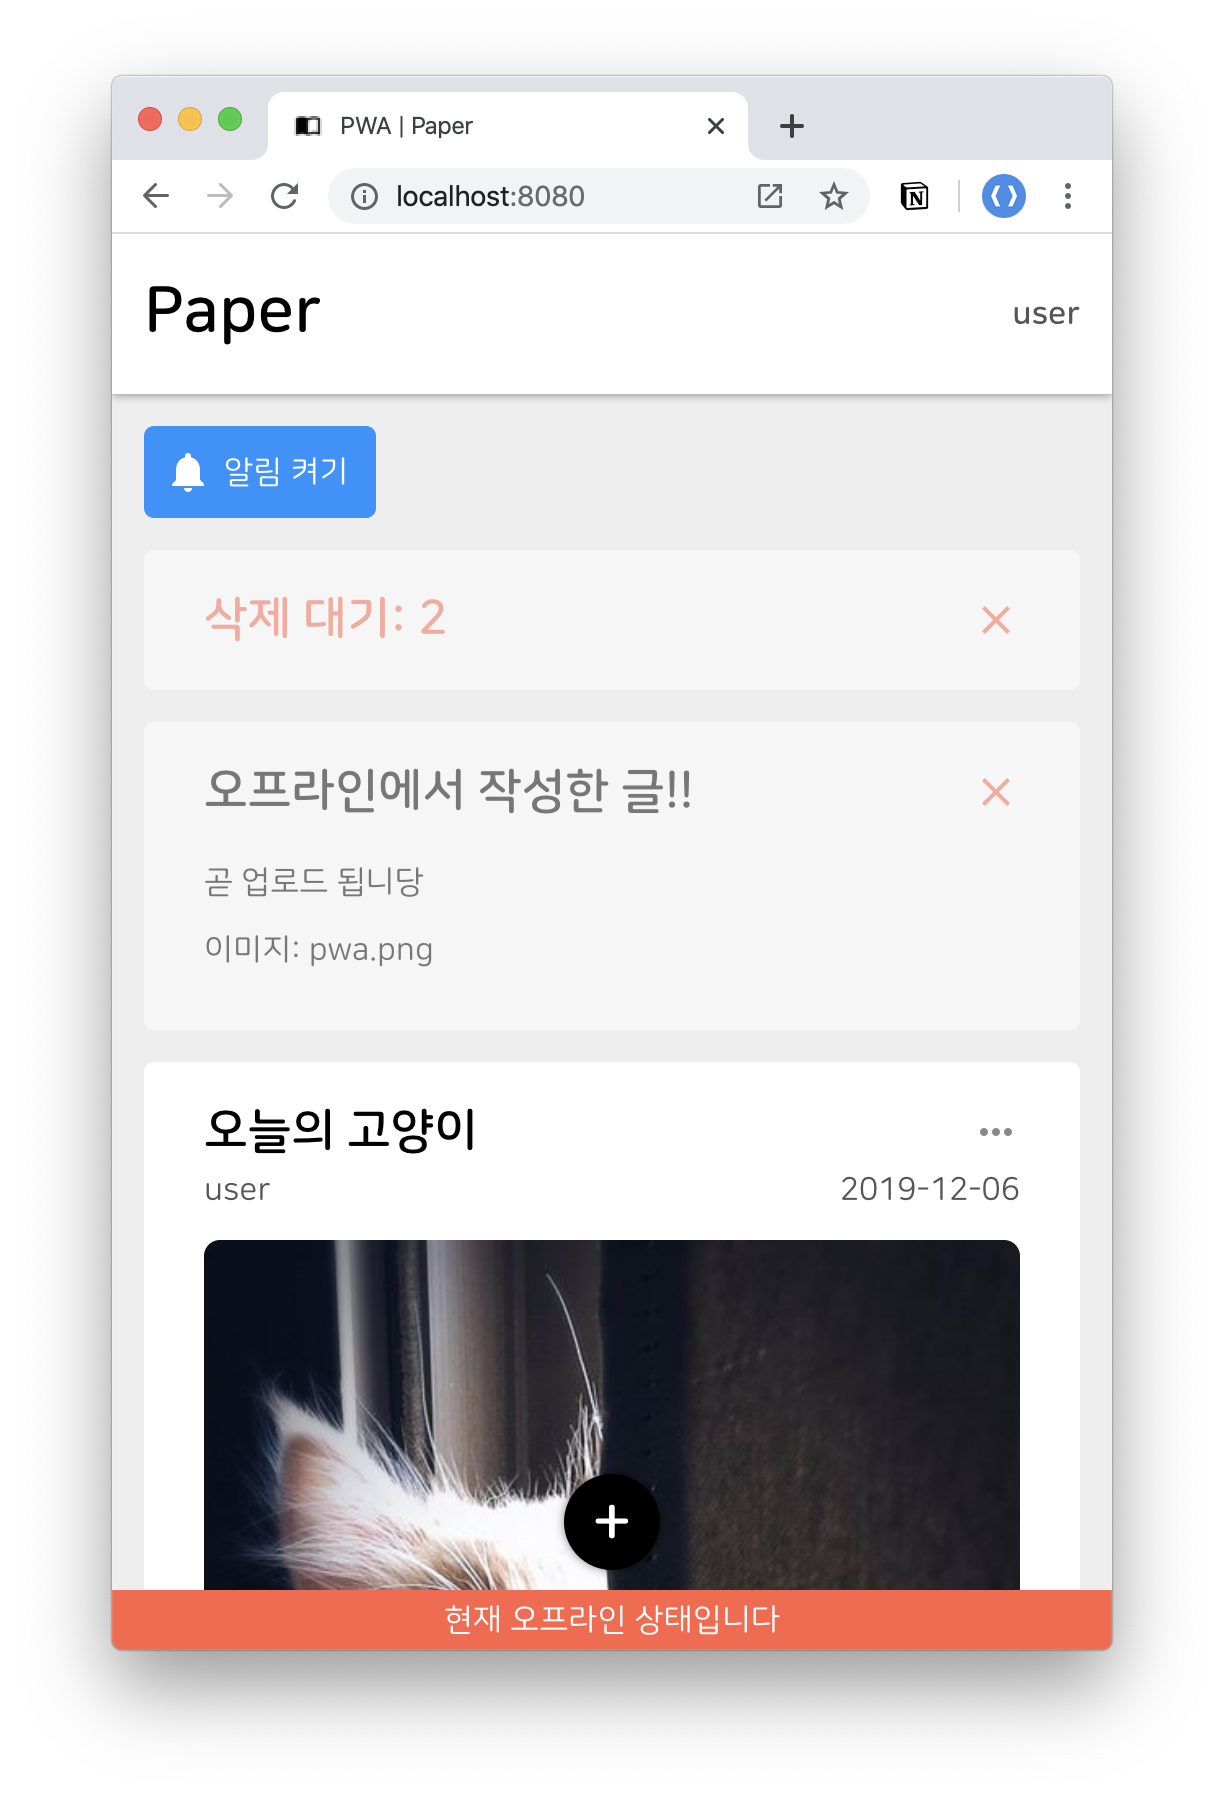 PWA | Paper
localhost:8080
Paper
user
알림 켜기
삭제 대기: 2
오프라인에서 작성한 글!!
곧 업로드 됩니당
이미지: pwa.png
오늘의 고양이
user
2019-12-06
현재 오프라인 상태입니다